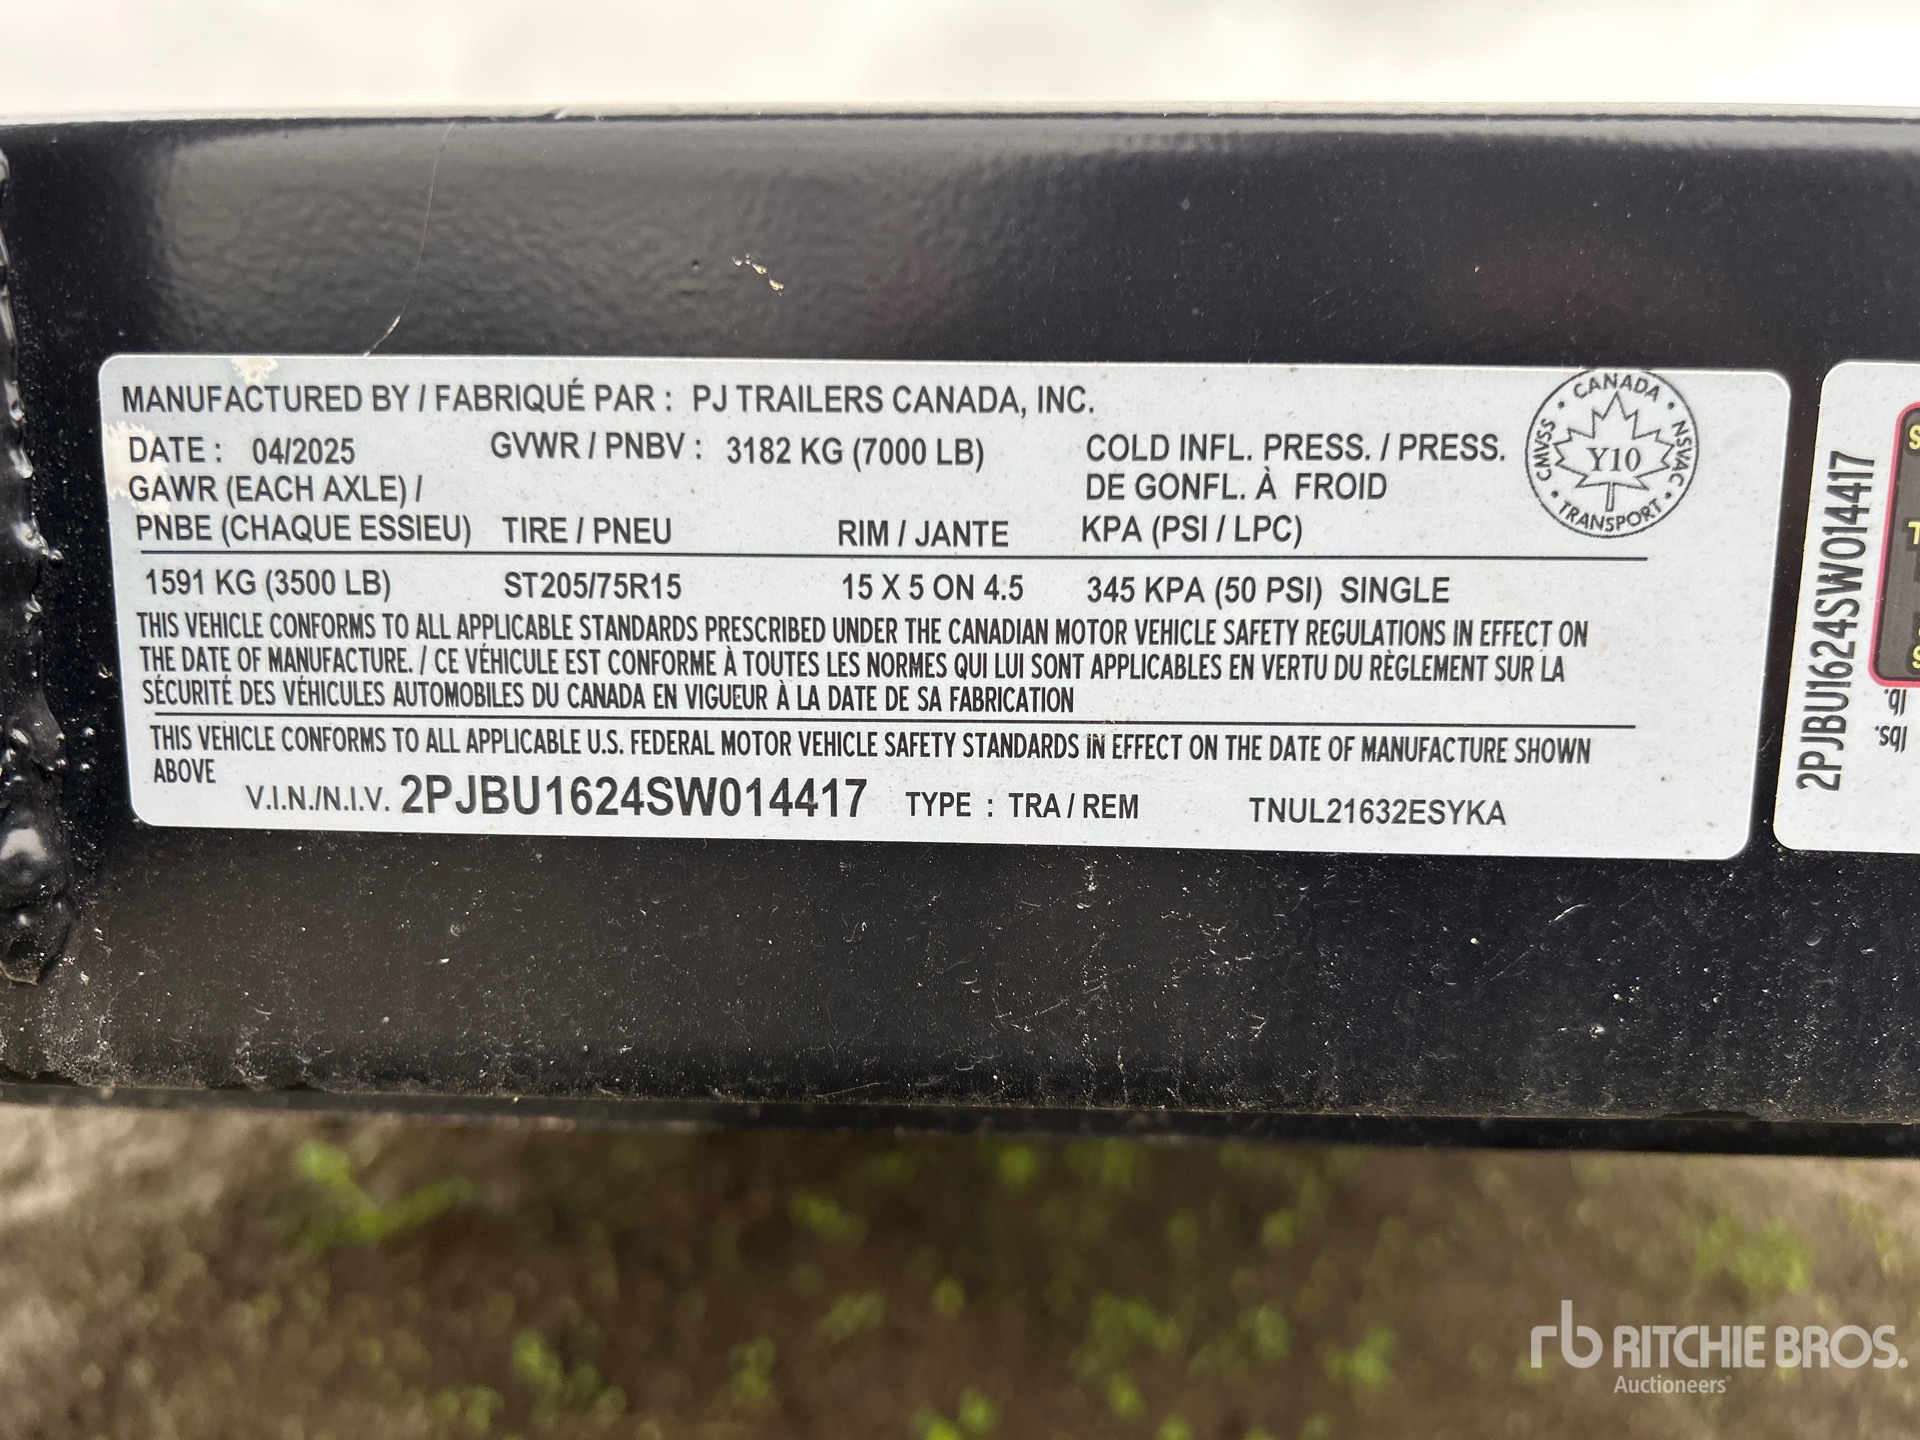 MANUFACTURED BY / FABRIQUÉ PAR : PJ TRAILERS CANADA, INC.
DATE : 04/2025 GVWR / PNBV : 3182 KG (7000 LB) COLD INFL. PRESS. / PRESS.
GAWR (EACH AXLE) / DE GONFL. À FROID
PNBE (CHAQUE ESSIEU) TIRE / PNEU RIM / JANTE KPA (PSI / LPC)
CANADA
CMVSS Y10 NSVAC
TRANSPORT
1591 KG (3500 LB) ST205/75R15 15 X 5 ON 4.5 345 KPA (50 PSI) SINGLE
THIS VEHICLE CONFORMS TO ALL APPLICABLE STANDARDS PRESCRIBED UNDER THE CANADIAN MOTOR VEHICLE SAFETY REGULATIONS IN EFFECT ON
THE DATE OF MANUFACTURE. / CE VÉHICULE EST CONFORME À TOUTES LES NORMES QUI LUI SONT APPLICABLES EN VERTU DU RÈGLEMENT SUR LA
SÉCURITÉ DES VÉHICULES AUTOMOBILES DU CANADA EN VIGUEUR À LA DATE DE SA FABRICATION
THIS VEHICLE CONFORMS TO ALL APPLICABLE U.S. FEDERAL MOTOR VEHICLE SAFETY STANDARDS IN EFFECT ON THE DATE OF MANUFACTURE SHOWN
ABOVE
V.I.N./N.I.V. 2PJBU1624SW014417 TYPE : TRA / REM TNUL21632ESYKA
2PJBU1624SW014417
lb.
lbs.
rb RITCHIE BROS.
Auctioneers